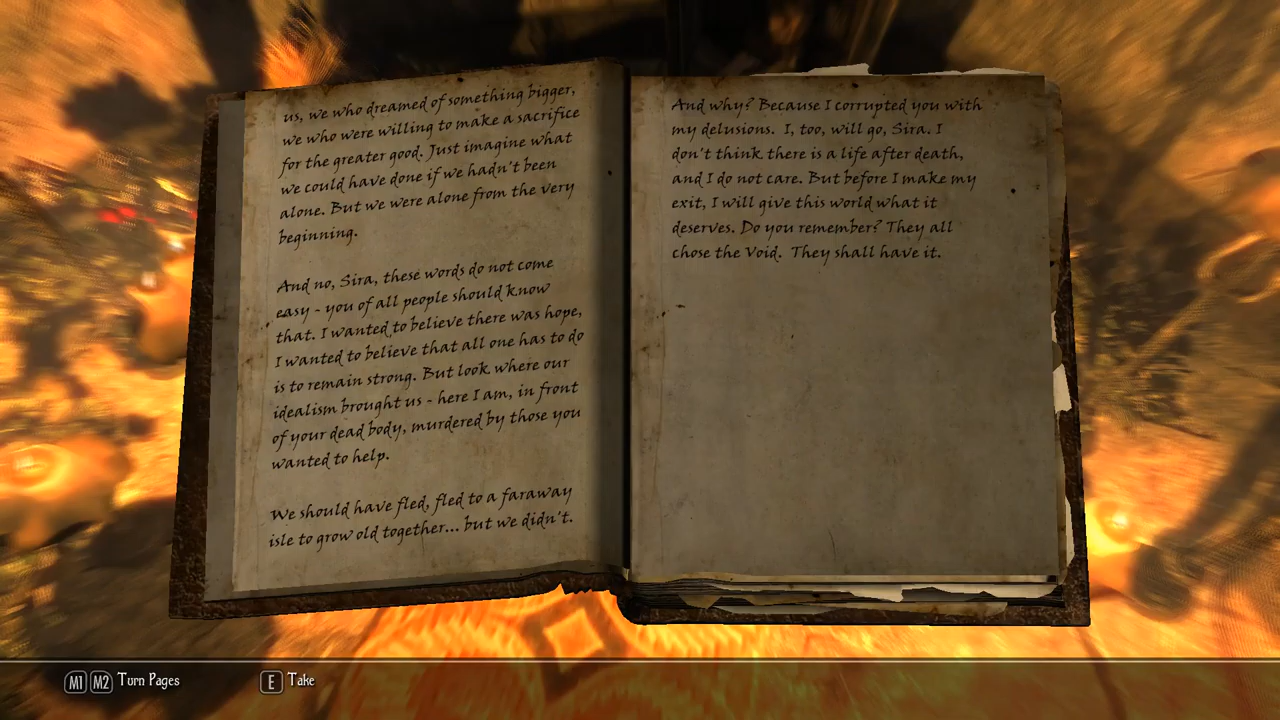 us, we who dreamed of something bigger,
we who were willing to make a sacrifice
for the greater good. Just imagine what
we could have done if we hadn't been
alone. But we were alone from the very
beginning.
And no, Sira, these words do not come
easy - you of all people should know
that. I wanted to believe there was hope,
I wanted to believe that all one has to do
is to remain strong. But look where our
idealism brought us - here I am, in front
of your dead body, murdered by those you
wanted to help.
We should have fled, fled to a faraway
isle to grow old together... but we didn't.
And why? Because I corrupted you with
my delusions. I, too, will go, Sira. I
don't think there is a life after death,
and I do not care. But before I make my
exit, I will give this world what it
deserves. Do you remember? They all
chose the Void. They shall have it.
M1 M2 Turn Pages
E Take